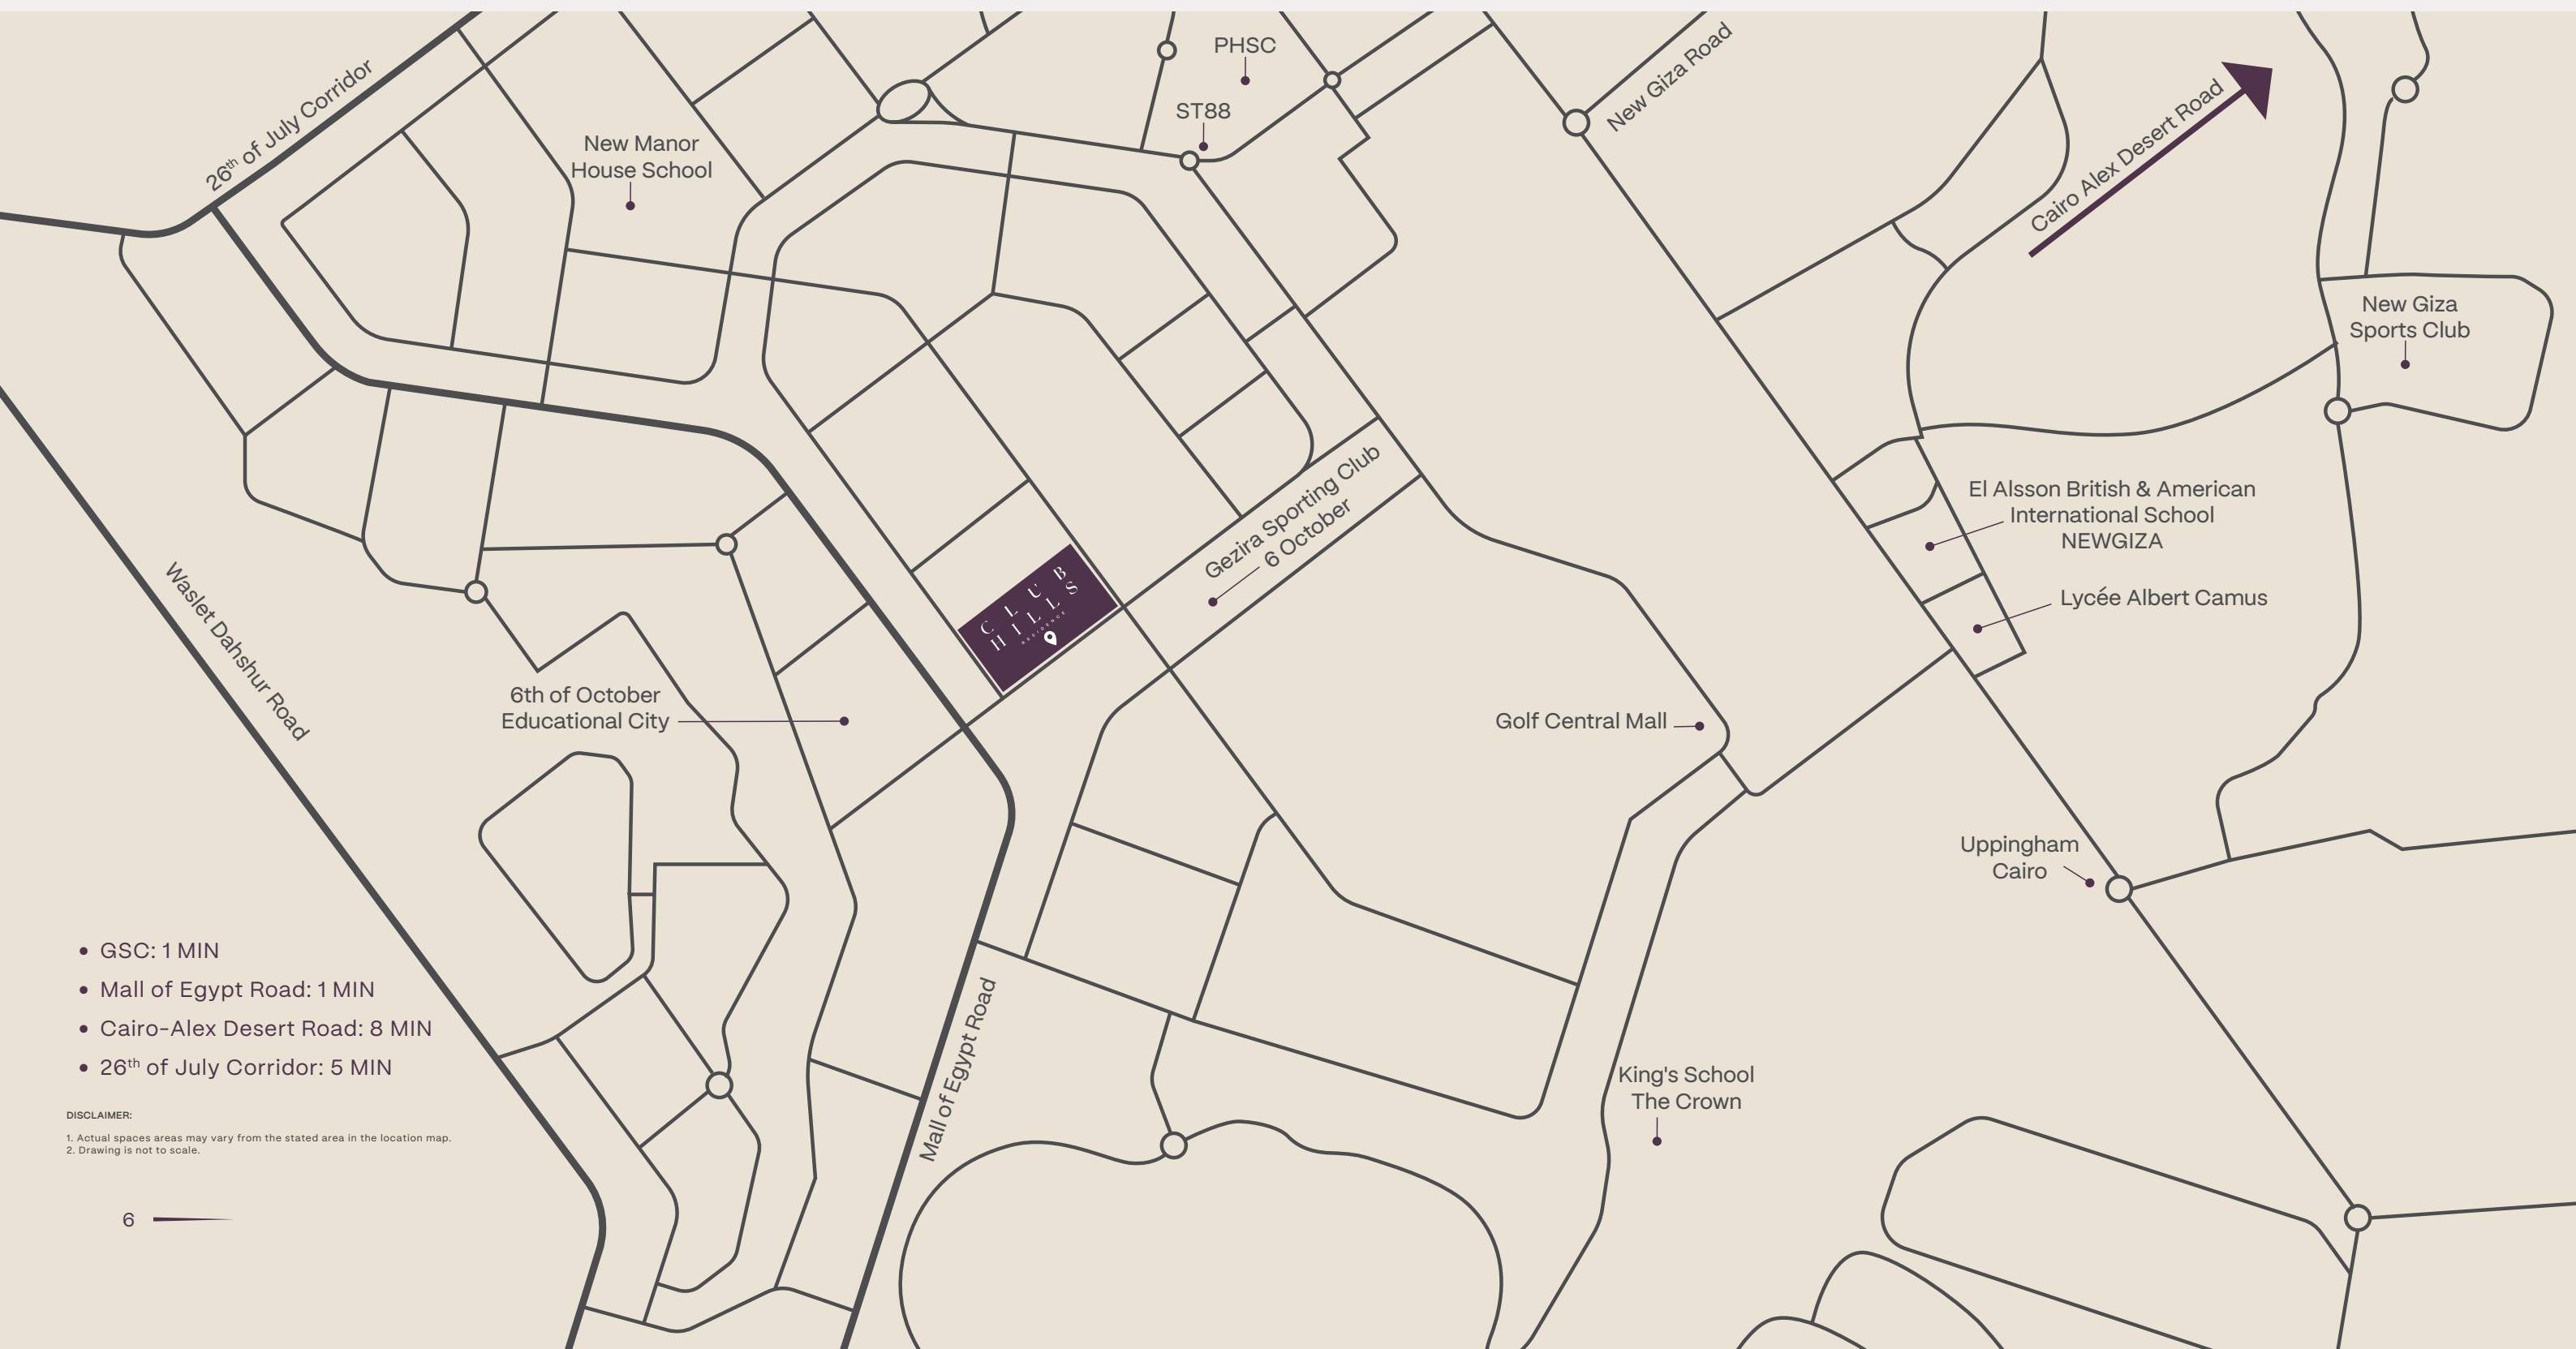 26th of July Corridor
New Manor
House School
PHSC
ST88
New Giza Road
Cairo Alex Desert Road
New Giza
Sports Club
El Alsson British & American
International School
NEWGIZA
Lycée Albert Camus
Gezira Sporting Club
6 October
CLUB
HILLS
RESIDENCE
Waslet Dahshur Road
6th of October
Educational City
Golf Central Mall
Uppingham
Cairo
Mall of Egypt Road
King's School
The Crown
• GSC: 1 MIN
• Mall of Egypt Road: 1 MIN
• Cairo-Alex Desert Road: 8 MIN
• 26th of July Corridor: 5 MIN
DISCLAIMER:
1. Actual spaces areas may vary from the stated area in the location map.
2. Drawing is not to scale.
6